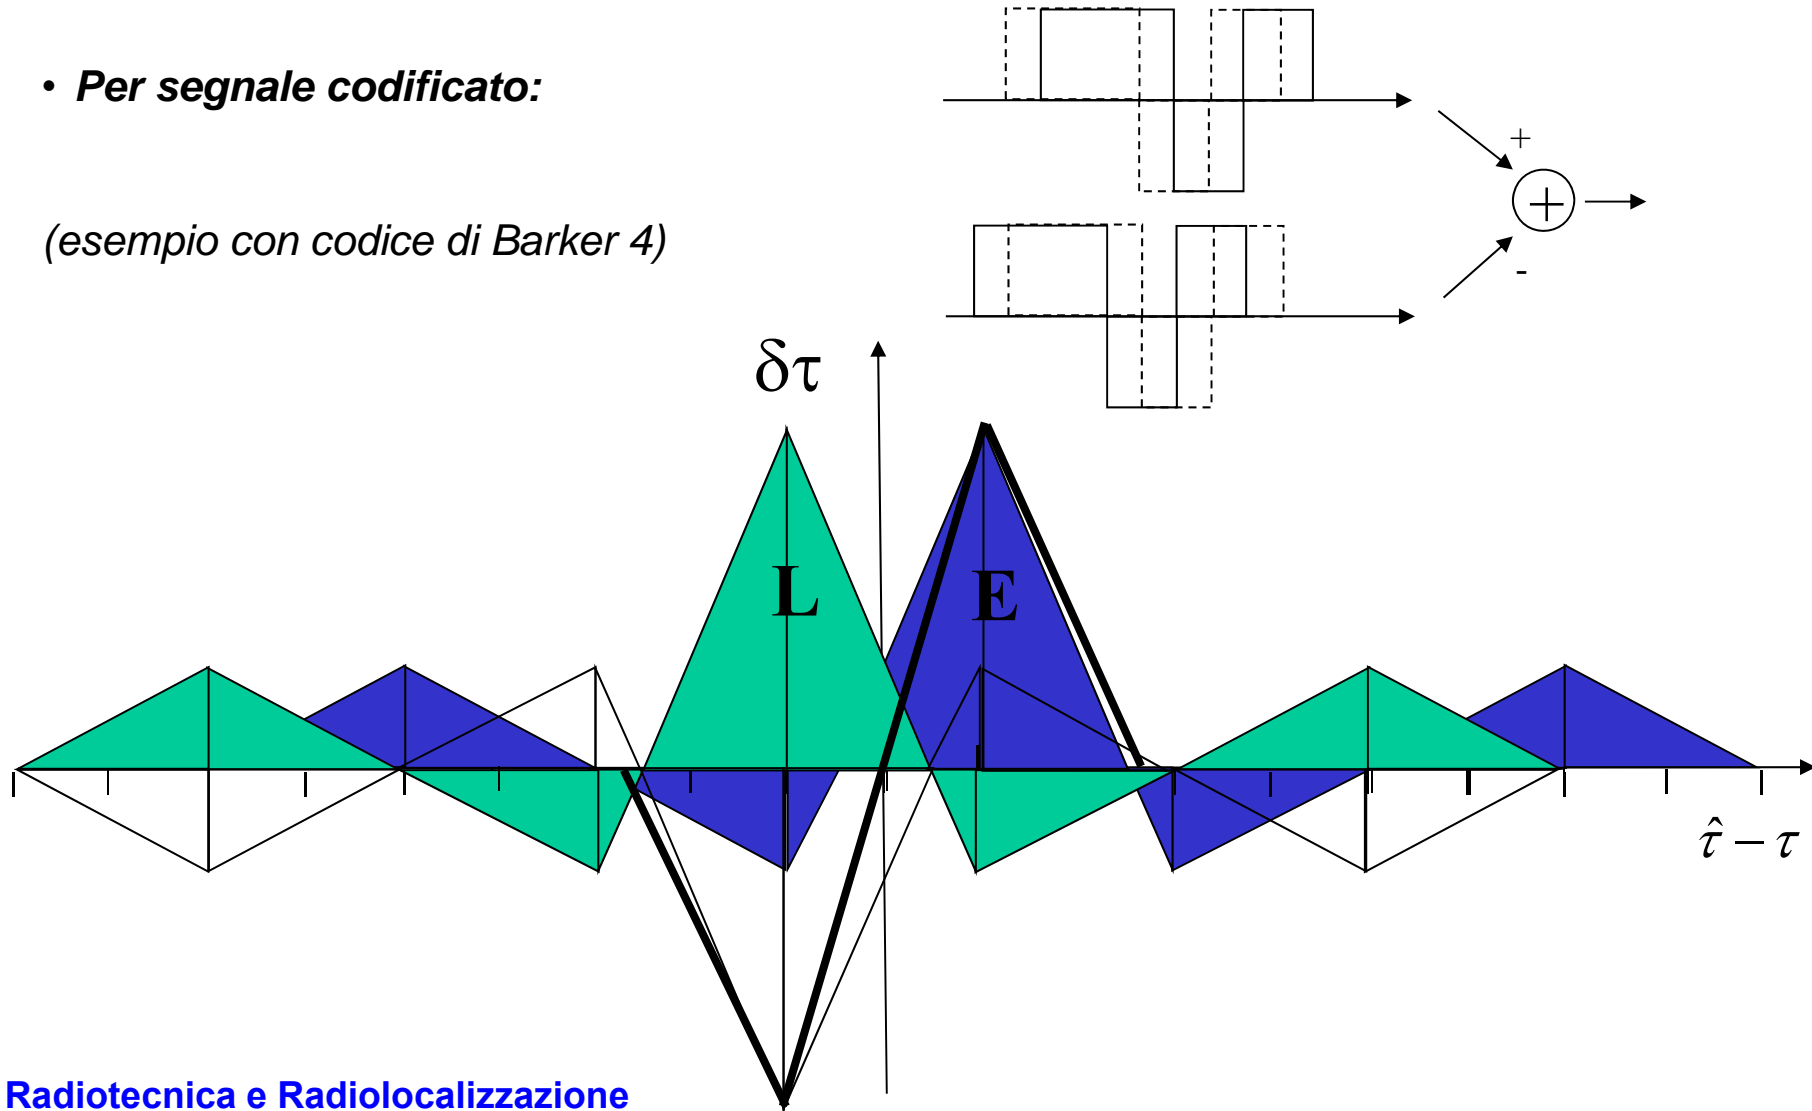 • Per segnale codificato:
(esempio con codice di Barker 4)
+
+
-
δτ
L
E
τ̂ − τ
Radiotecnica e Radiolocalizzazione